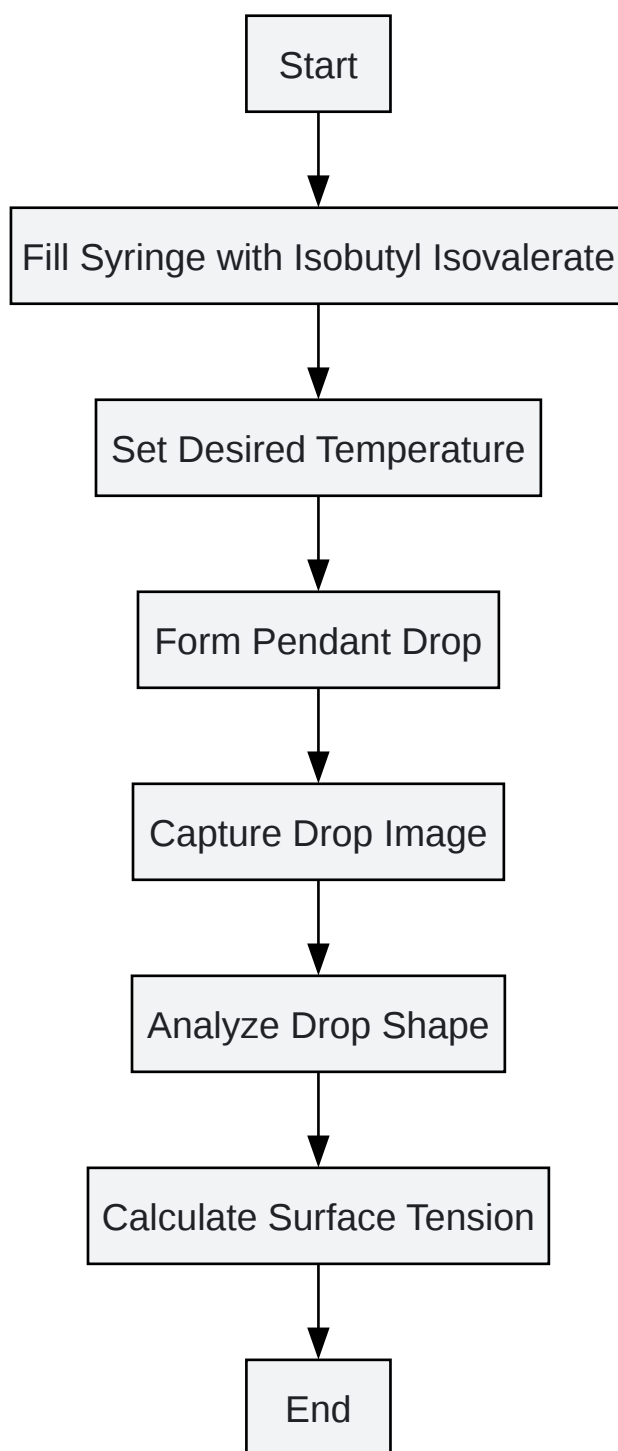 Start
Fill Syringe with Isobutyl Isovalerate
Set Desired Temperature
Form Pendant Drop
Capture Drop Image
Analyze Drop Shape
Calculate Surface Tension
End